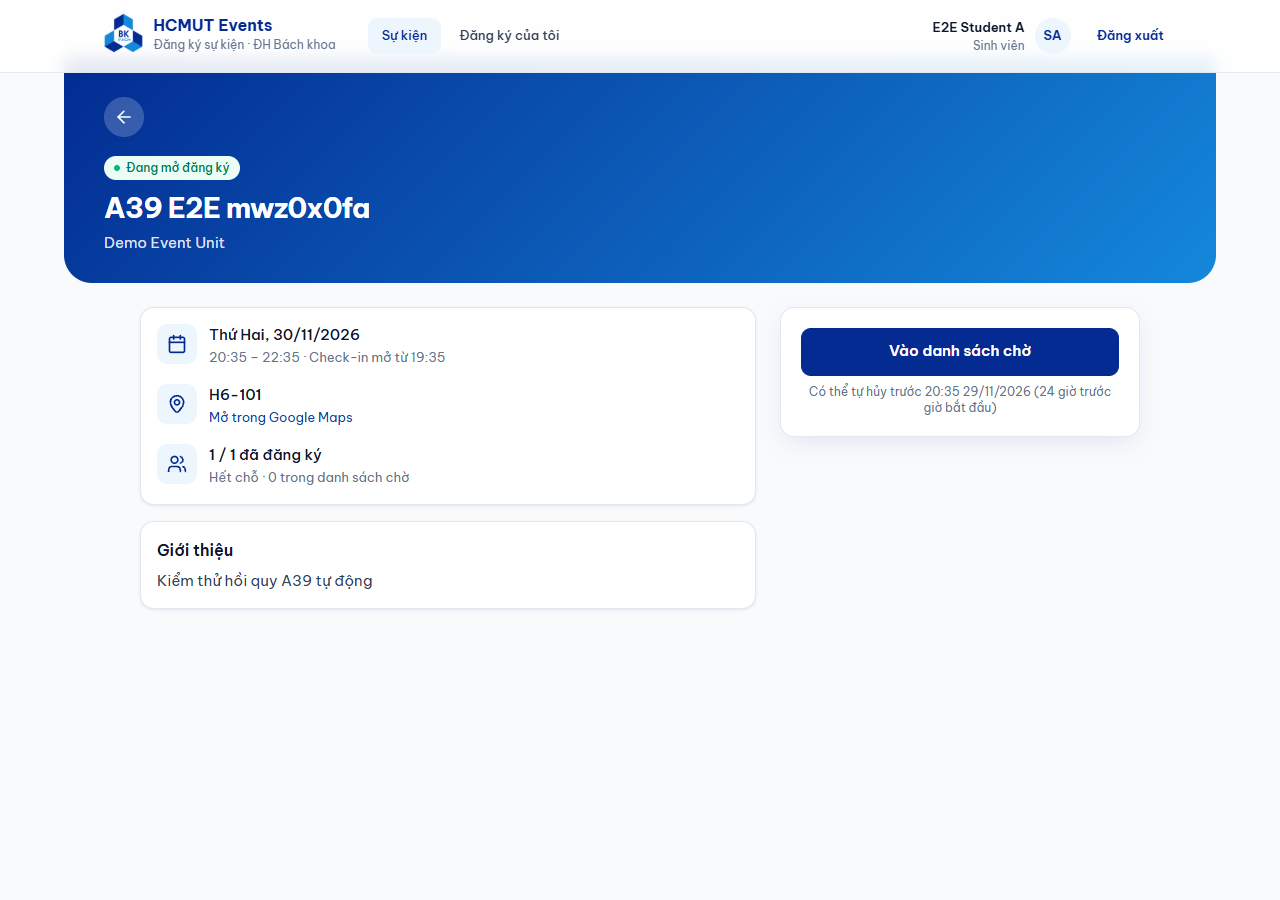 BK
HCMUT Events
Đăng ký sự kiện · ĐH Bách khoa
Sự kiện
Đăng ký của tôi
E2E Student A
Sinh viên
SA
Đăng xuất
Đang mở đăng ký
A39 E2E mwz0x0fa
Demo Event Unit
Thứ Hai, 30/11/2026
20:35 – 22:35 · Check-in mở từ 19:35
H6-101
Mở trong Google Maps
1 / 1 đã đăng ký
Hết chỗ · 0 trong danh sách chờ
Giới thiệu
Kiểm thử hồi quy A39 tự động
Vào danh sách chờ
Có thể tự hủy trước 20:35 29/11/2026 (24 giờ trước
giờ bắt đầu)